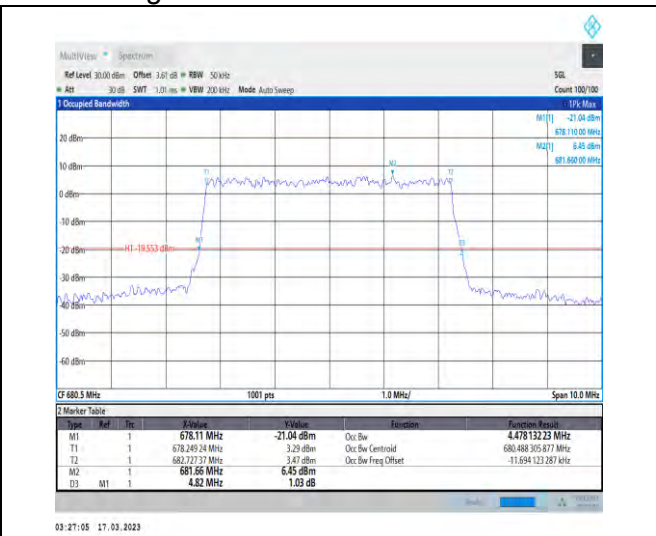 MultiView Spectrum
Ref Level 30.00 dBm Offset 3.61 dB RBW 50 kHz SGL
Att 30 dB SWT 1.01 ms VBW 200 kHz Mode Auto Sweep Count 100/100
1 Occupied Bandwidth 1Pk Max
M1[1] -21.04 dBm
678.110 00 MHz
M2[1] 6.45 dBm
681.660 00 MHz
20 dBm
10 dBm
0 dBm
-10 dBm
-20 dBm
-30 dBm
-40 dBm
-50 dBm
-60 dBm
T1 M2 T2
H1 -19.553 dBm M1 D3
CF 680.5 MHz 1001 pts 1.0 MHz/ Span 10.0 MHz
2 Marker Table
Type Ref Trc X-Value Y-Value Function Function Result
M1 1 678.11 MHz -21.04 dBm Occ Bw 4.478 132 23 MHz
T1 1 678.249 24 MHz 3.29 dBm Occ Bw Centroid 680.488 305 877 MHz
T2 1 682.727 37 MHz 3.47 dBm Occ Bw Freq Offset -11.694 123 287 kHz
M2 1 681.66 MHz 6.45 dBm
D3 M1 1 4.82 MHz 1.03 dB
03:27:05 17.03.2023